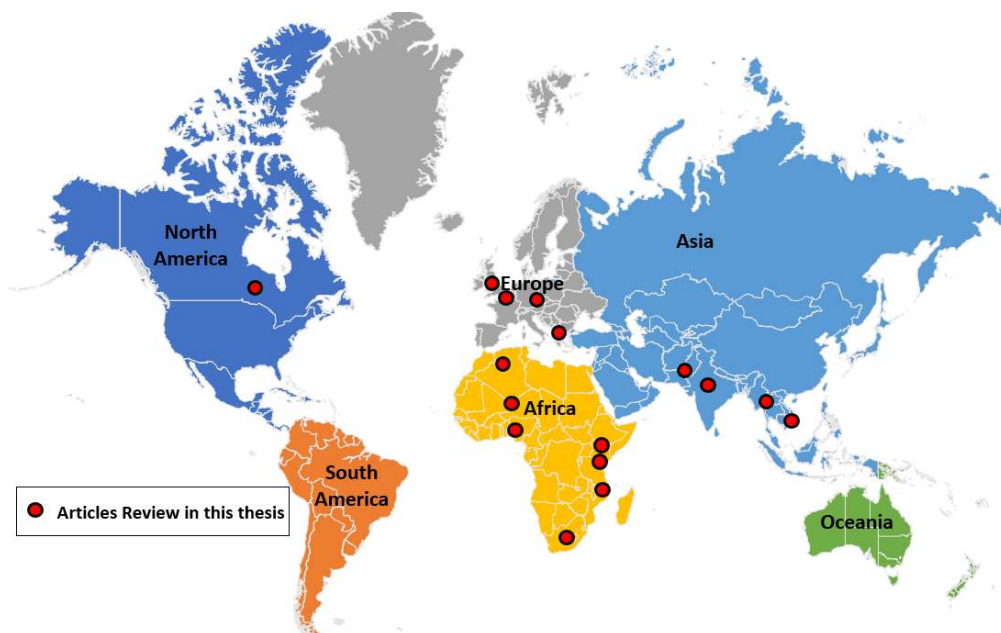 North
America
Europe
Asia
Africa
South
America
Oceania
Articles Review in this thesis